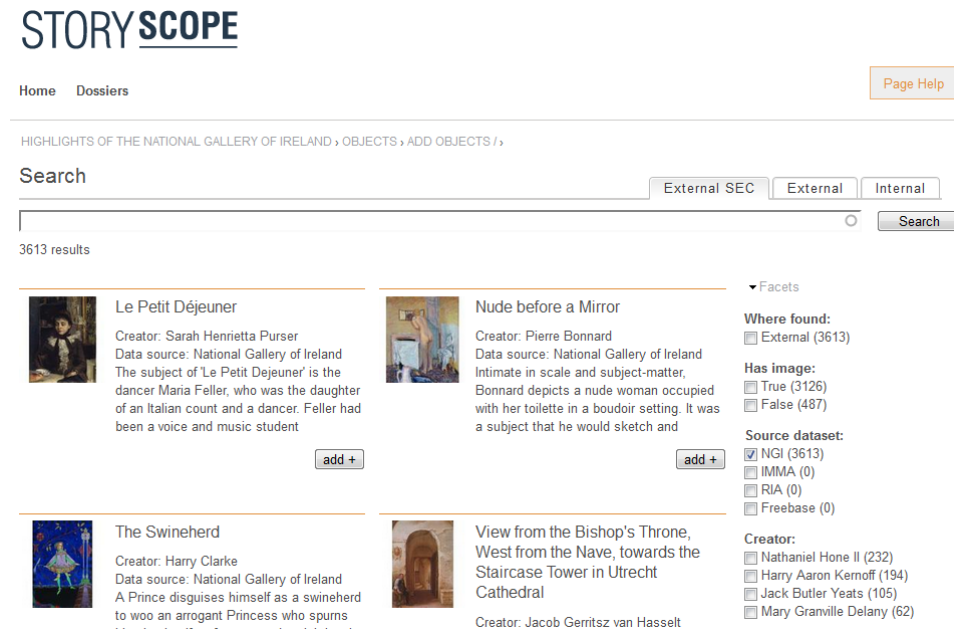 STORY SCOPE
Home Dossiers
Page Help
HIGHLIGHTS OF THE NATIONAL GALLERY OF IRELAND › OBJECTS › ADD OBJECTS / ›
Search
External SEC External Internal
Search
3613 results
Le Petit Déjeuner
Creator: Sarah Henrietta Purser
Data source: National Gallery of Ireland
The subject of 'Le Petit Dejeuner' is the
dancer Maria Feller, who was the daughter
of an Italian count and a dancer. Feller had
been a voice and music student
add +
Nude before a Mirror
Creator: Pierre Bonnard
Data source: National Gallery of Ireland
Intimate in scale and subject-matter,
Bonnard depicts a nude woman occupied
with her toilette in a boudoir setting. It was
a subject that he would sketch and
add +
The Swineherd
Creator: Harry Clarke
Data source: National Gallery of Ireland
A Prince disguises himself as a swineherd
to woo an arrogant Princess who spurns
View from the Bishop's Throne,
West from the Nave, towards the
Staircase Tower in Utrecht
Cathedral
Creator: Jacob Gerritsz van Hasselt
Facets
Where found:
External (3613)
Has image:
True (3126)
False (487)
Source dataset:
NGI (3613)
IMMA (0)
RIA (0)
Freebase (0)
Creator:
Nathaniel Hone II (232)
Harry Aaron Kernoff (194)
Jack Butler Yeats (105)
Mary Granville Delany (62)